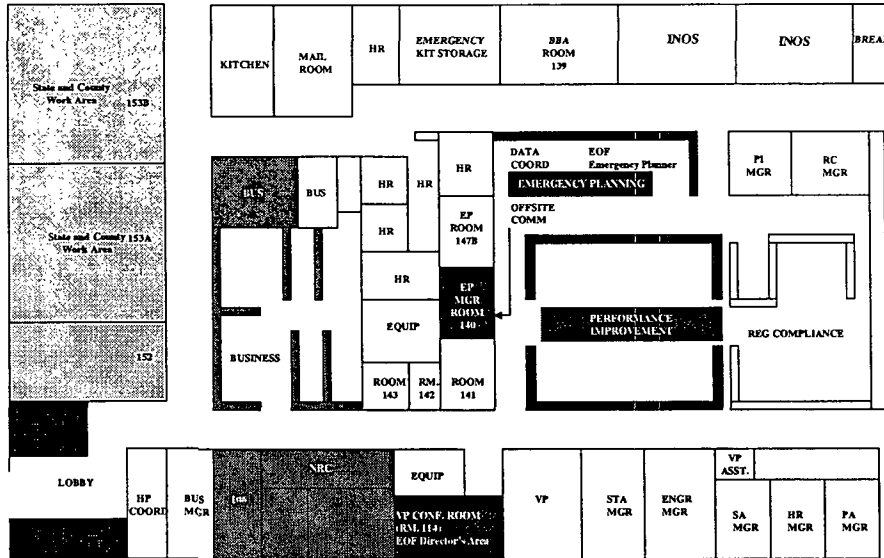 KITCHEN
MAIL
ROOM
HR
EMERGENCY
KIT STORAGE
BBA
ROOM
139
INOS
INOS
BREAK
State and County
Work Area
153B
State and County
Work Area
153A
152
BUS
BUS
HR
HR
HR
HR
HR
EQUIP
BUSINESS
ROOM
143
RM.
142
ROOM
141
EP
ROOM
147B
EP
MGR
ROOM
140
DATA
COORD
EOF
Emergency Planner
EMERGENCY PLANNING
OFFSITE
COMM
PERFORMANCE
IMPROVEMENT
PI
MGR
RC
MGR
REG COMPLIANCE
LOBBY
HP
COORD
BUS
MGR
NRC
EQUIP
VP CONF. ROOM
(RM. 114)
EOF Director's Area
VP
STA
MGR
ENGR
MGR
VP
ASST.
SA
MGR
HR
MGR
PA
MGR